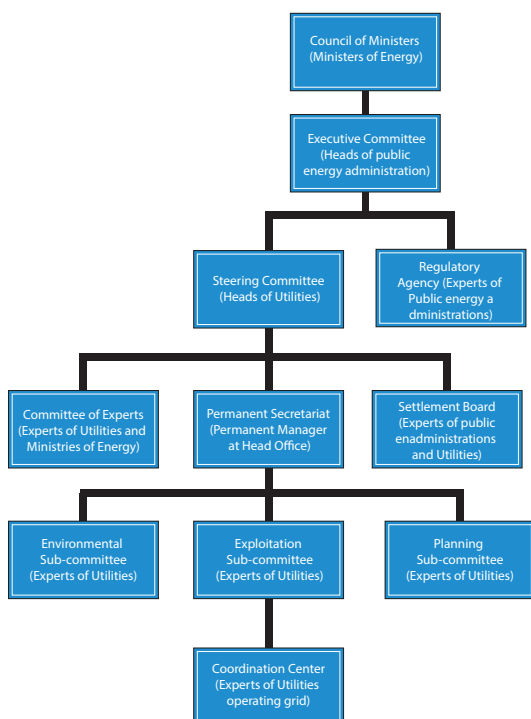 Council of Ministers
(Ministers of Energy)
Executive Committee
(Heads of public
energy administration)
Steering Committee
(Heads of Utilities)
Regulatory
Agency (Experts of
Public energy a
dministrations)
Committee of Experts
(Experts of Utilities and
Ministries of Energy)
Permanent Secretariat
(Permanent Manager
at Head Office)
Settlement Board
(Experts of public
enadministrations
and Utilities)
Environmental
Sub-committee
(Experts of Utilities)
Exploitation
Sub-committee
(Experts of Utilities)
Planning
Sub-committee
(Experts of Utilities)
Coordination Center
(Experts of Utilities
operating grid)